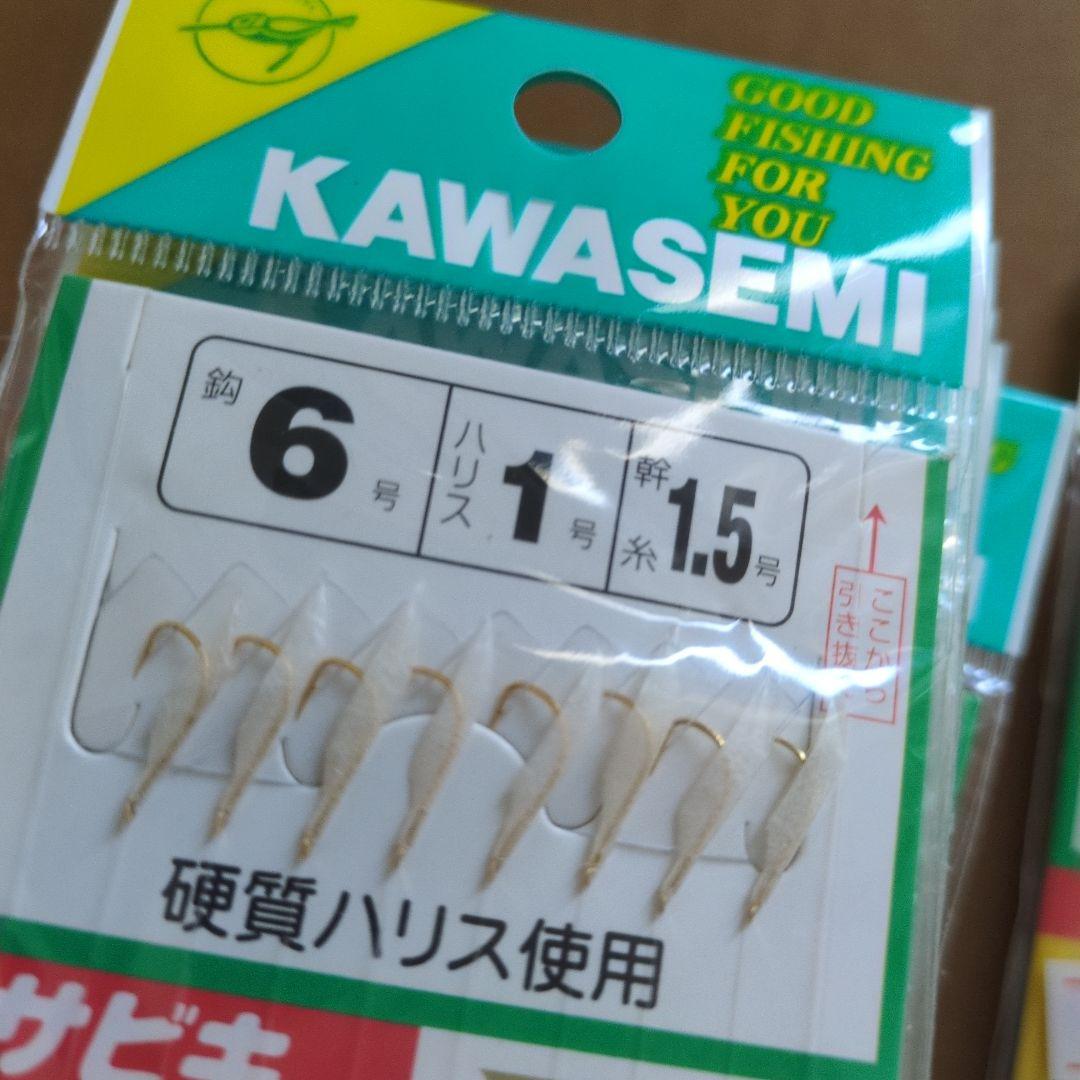 GOOD
FISHING
FOR
YOU
KAWASEMI
鈎 6 号
ハリス 1 号
幹糸 1.5 号
ここから
引き抜
硬質ハリス使用
サビキ